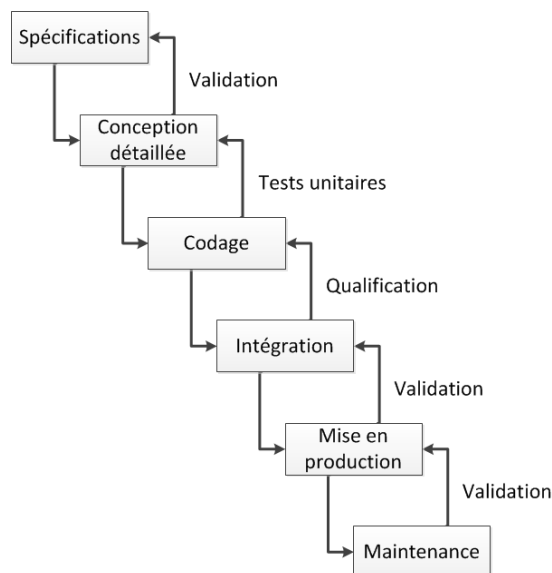 Spécifications
Validation
Conception
détaillée
Tests unitaires
Codage
Qualification
Intégration
Validation
Mise en
production
Validation
Maintenance